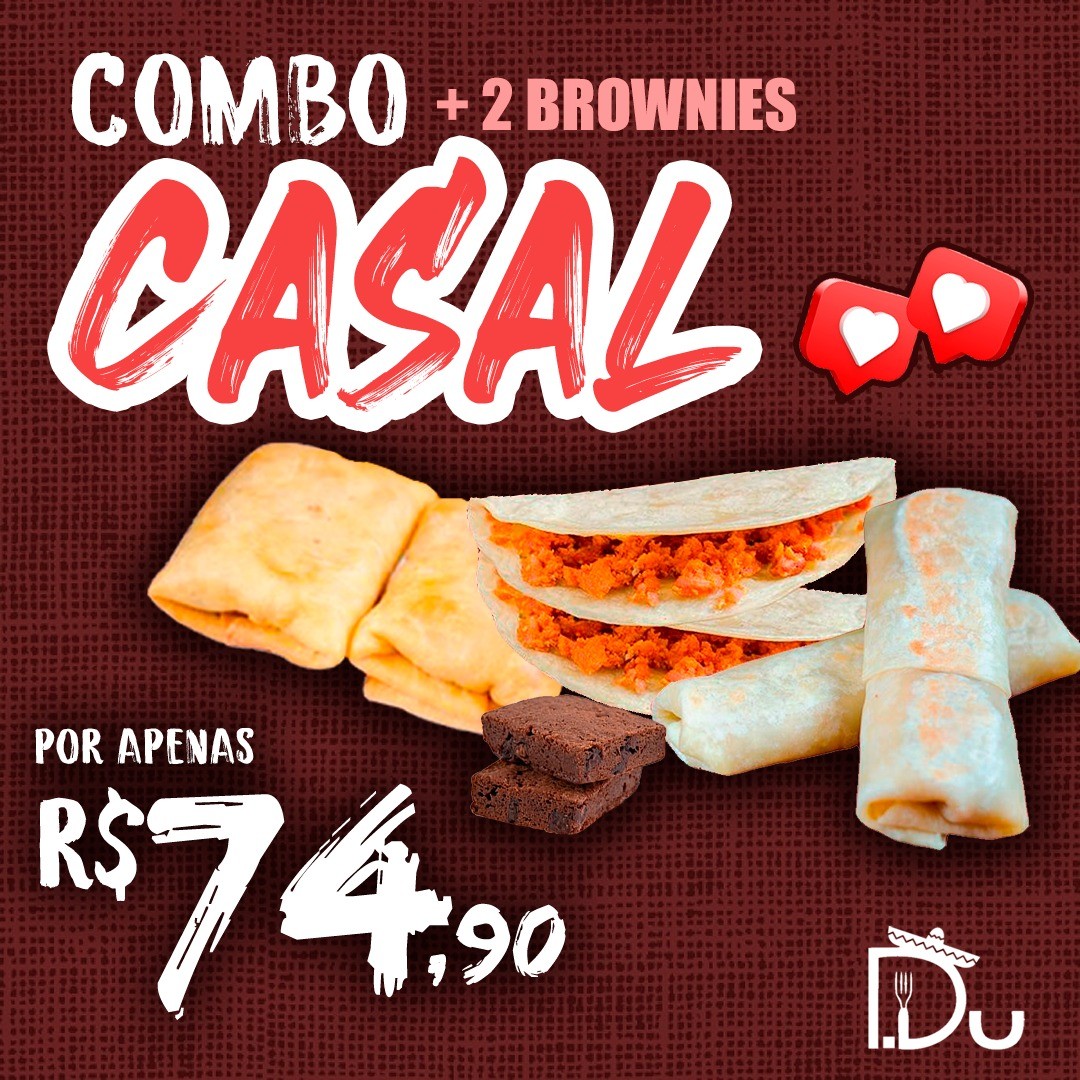 COMBO + 2 BROWNIES
CASAL
POR APENAS
R$74,90
I.Du